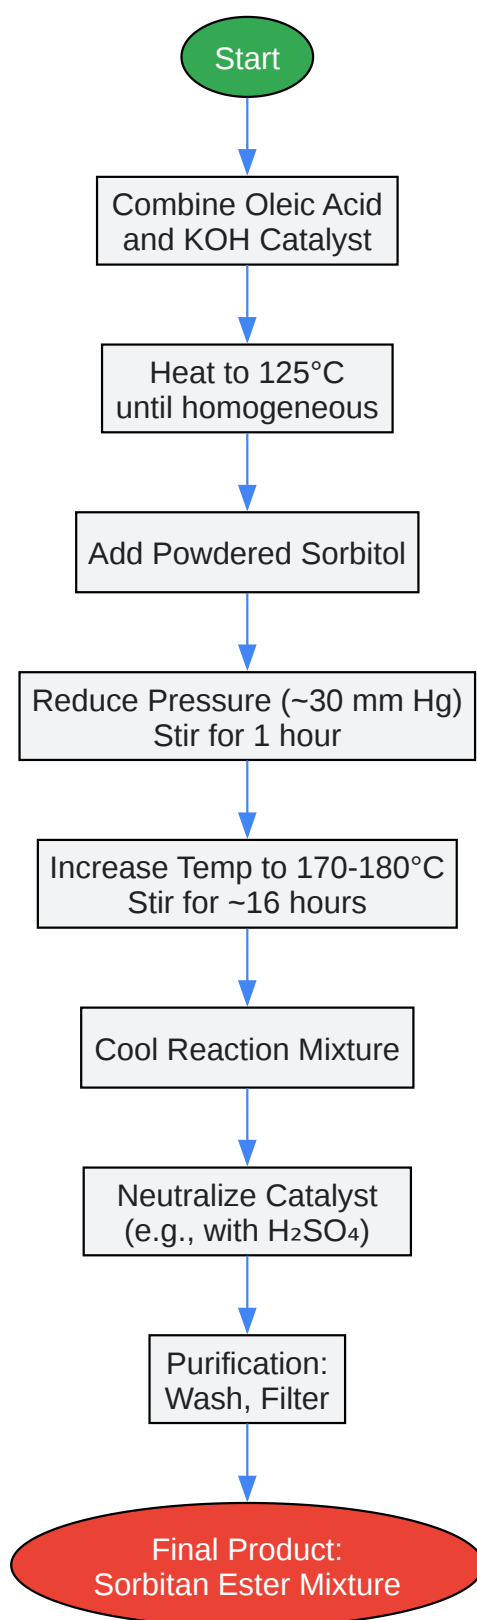 Start
Combine Oleic Acid
and KOH Catalyst
Heat to 125°C
until homogeneous
Add Powdered Sorbitol
Reduce Pressure (~30 mm Hg)
Stir for 1 hour
Increase Temp to 170-180°C
Stir for ~16 hours
Cool Reaction Mixture
Neutralize Catalyst
(e.g., with H₂SO₄)
Purification:
Wash, Filter
Final Product:
Sorbitan Ester Mixture